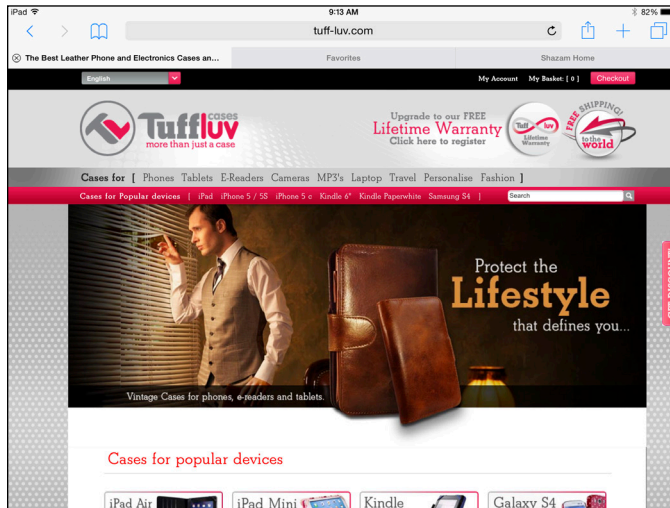 iPad 9:13 AM 82%
tuff-luv.com
The Best Leather Phone and Electronics Cases an... Favorites Shazam Home
English My Account My Basket: [ 0 ] Checkout
Tuffluv cases
more than just a case
Upgrade to our FREE
Lifetime Warranty
Click here to register
Tuff luv
Lifetime
Warranty
FREE SHIPPING!
to the
world
Cases for [ Phones Tablets E-Readers Cameras MP3's Laptop Travel Personalise Fashion ]
Cases for Popular devices | iPad iPhone 5 / 5S iPhone 5 c Kindle 6" Kindle Paperwhite Samsung S4 | Search
Protect the
Lifestyle
that defines you...
Vintage Cases for phones, e-readers and tablets.
Cases for popular devices
iPad Air iPad Mini Kindle Galaxy S4